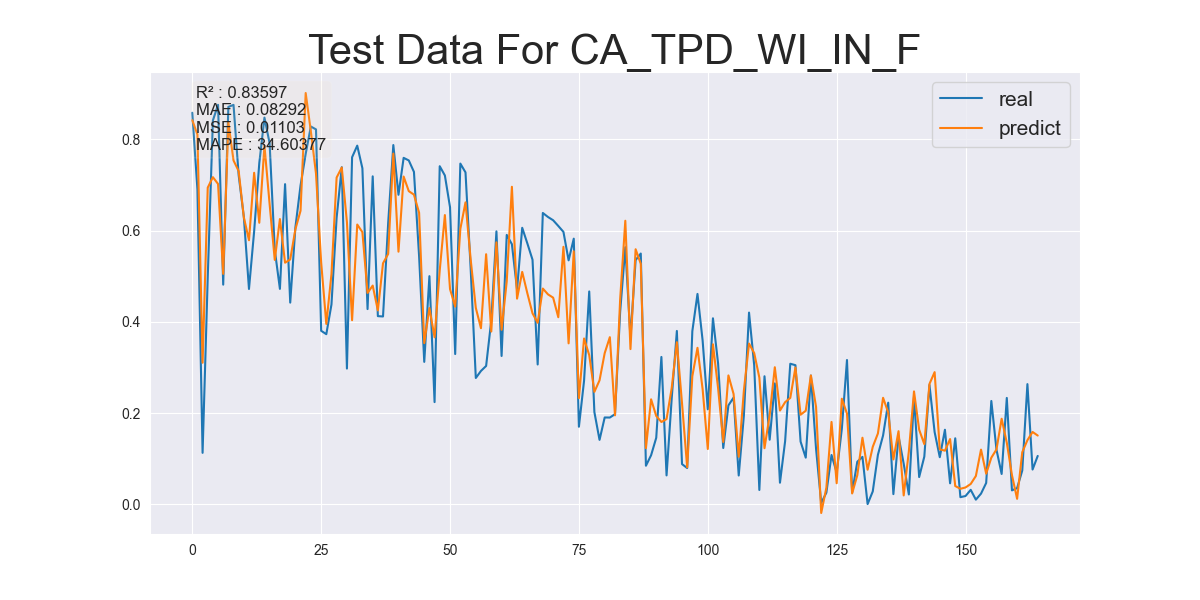 Test Data For CA_TPD_WI_IN_F
R² : 0.83597
MAE : 0.08292
MSE : 0.01103
MAPE : 34.60377
real
predict
0.8
0.6
0.4
0.2
0.0
0 25 50 75 100 125 150